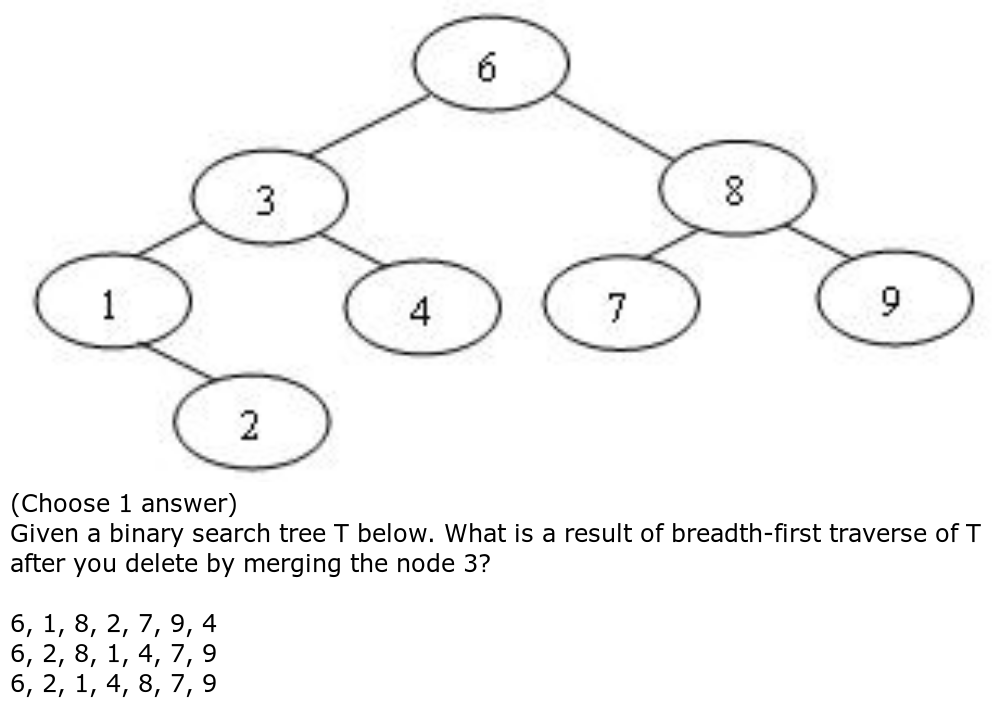 6
3
8
1
4
7
9
2
(Choose 1 answer)
Given a binary search tree T below. What is a result of breadth-first traverse of T
after you delete by merging the node 3?
6, 1, 8, 2, 7, 9, 4
6, 2, 8, 1, 4, 7, 9
6, 2, 1, 4, 8, 7, 9